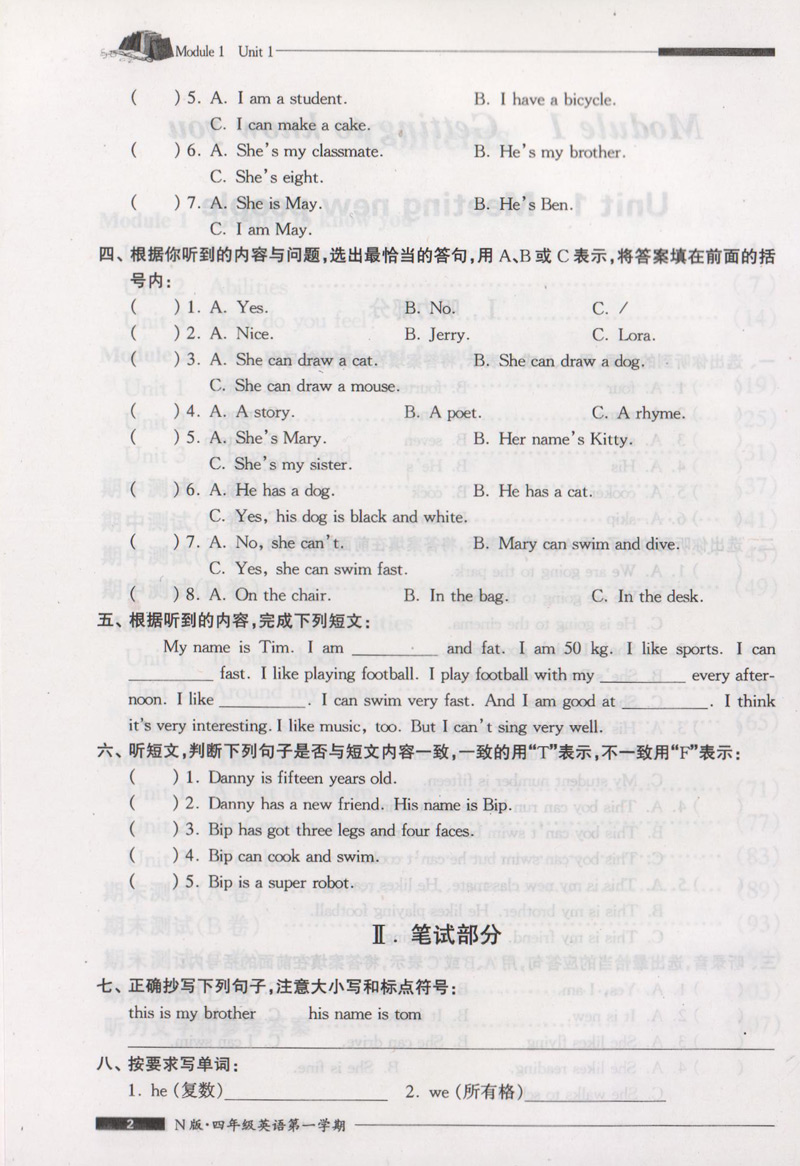 Module 1 Unit 1
( ) 5. A. I am a student. B. I have a bicycle.
C. I can make a cake.
( ) 6. A. She's my classmate. B. He's my brother.
C. She's eight.
( ) 7. A. She is May. B. He's Ben.
C. I am May.
四、根据你听到的内容与问题,选出最恰当的答句,用 A、B 或 C 表示,将答案填在前面的括
号内:
( ) 1. A. Yes. B. No. C. /
( ) 2. A. Nice. B. Jerry. C. Lora.
( ) 3. A. She can draw a cat. B. She can draw a dog.
C. She can draw a mouse.
( ) 4. A. A story. B. A poet. C. A rhyme.
( ) 5. A. She's Mary. B. Her name's Kitty.
C. She's my sister.
( ) 6. A. He has a dog. B. He has a cat.
C. Yes, his dog is black and white.
( ) 7. A. No, she can't. B. Mary can swim and dive.
C. Yes, she can swim fast.
( ) 8. A. On the chair. B. In the bag. C. In the desk.
五、根据听到的内容,完成下列短文:
My name is Tim. I am __________ and fat. I am 50 kg. I like sports. I can
__________ fast. I like playing football. I play football with my __________ every after-
noon. I like __________. I can swim very fast. And I am good at __________. I think
it's very interesting. I like music, too. But I can't sing very well.
六、听短文,判断下列句子是否与短文内容一致,一致的用“T”表示,不一致用“F”表示:
( ) 1. Danny is fifteen years old.
( ) 2. Danny has a new friend. His name is Bip.
( ) 3. Bip has got three legs and four faces.
( ) 4. Bip can cook and swim.
( ) 5. Bip is a super robot.
Ⅱ. 笔试部分
七、正确抄写下列句子,注意大小写和标点符号:
this is my brother his name is tom
八、按要求写单词:
1. he (复数)__________ 2. we (所有格)__________
2 N版·四年级英语第一学期